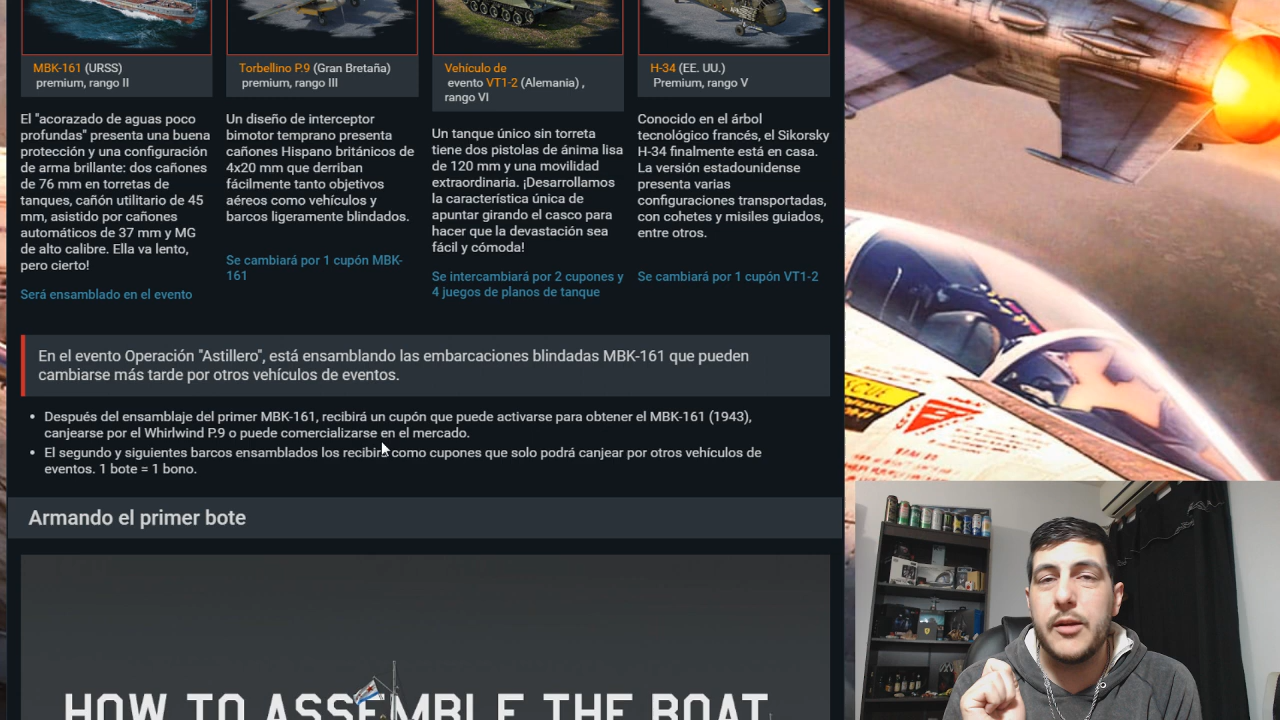 MBK-161 (URSS)
premium, rango II
El "acorazado de aguas poco
profundas" presenta una buena
protección y una configuración
de arma brillante: dos cañones
de 76 mm en torretas de
tanques, cañón utilitario de 45
mm, asistido por cañones
automáticos de 37 mm y MG
de alto calibre. Ella va lento,
pero cierto!
Será ensamblado en el evento
Torbellino P.9 (Gran Bretaña)
premium, rango III
Un diseño de interceptor
bimotor temprano presenta
cañones Hispano británicos de
4x20 mm que derriban
fácilmente tanto objetivos
aéreos como vehículos y
barcos ligeramente blindados.
Se cambiará por 1 cupón MBK-
161
Vehículo de
evento VT1-2 (Alemania) ,
rango VI
Un tanque único sin torreta
tiene dos pistolas de ánima lisa
de 120 mm y una movilidad
extraordinaria. ¡Desarrollamos
la característica única de
apuntar girando el casco para
hacer que la devastación sea
fácil y cómoda!
Se intercambiará por 2 cupones y
4 juegos de planos de tanque
H-34 (EE. UU.)
Premium, rango V
Conocido en el árbol
tecnológico francés, el Sikorsky
H-34 finalmente está en casa.
La versión estadounidense
presenta varias
configuraciones transportadas,
con cohetes y misiles guiados,
entre otros.
Se cambiará por 1 cupón VT1-2
En el evento Operación "Astillero", está ensamblando las embarcaciones blindadas MBK-161 que pueden
cambiarse más tarde por otros vehículos de eventos.
• Después del ensamblaje del primer MBK-161, recibirá un cupón que puede activarse para obtener el MBK-161 (1943),
canjearse por el Whirlwind P.9 o puede comercializarse en el mercado.
• El segundo y siguientes barcos ensamblados los recibirá como cupones que solo podrá canjear por otros vehículos de
eventos. 1 bote = 1 bono.
Armando el primer bote
HOW TO ASSEMBLE THE BOAT